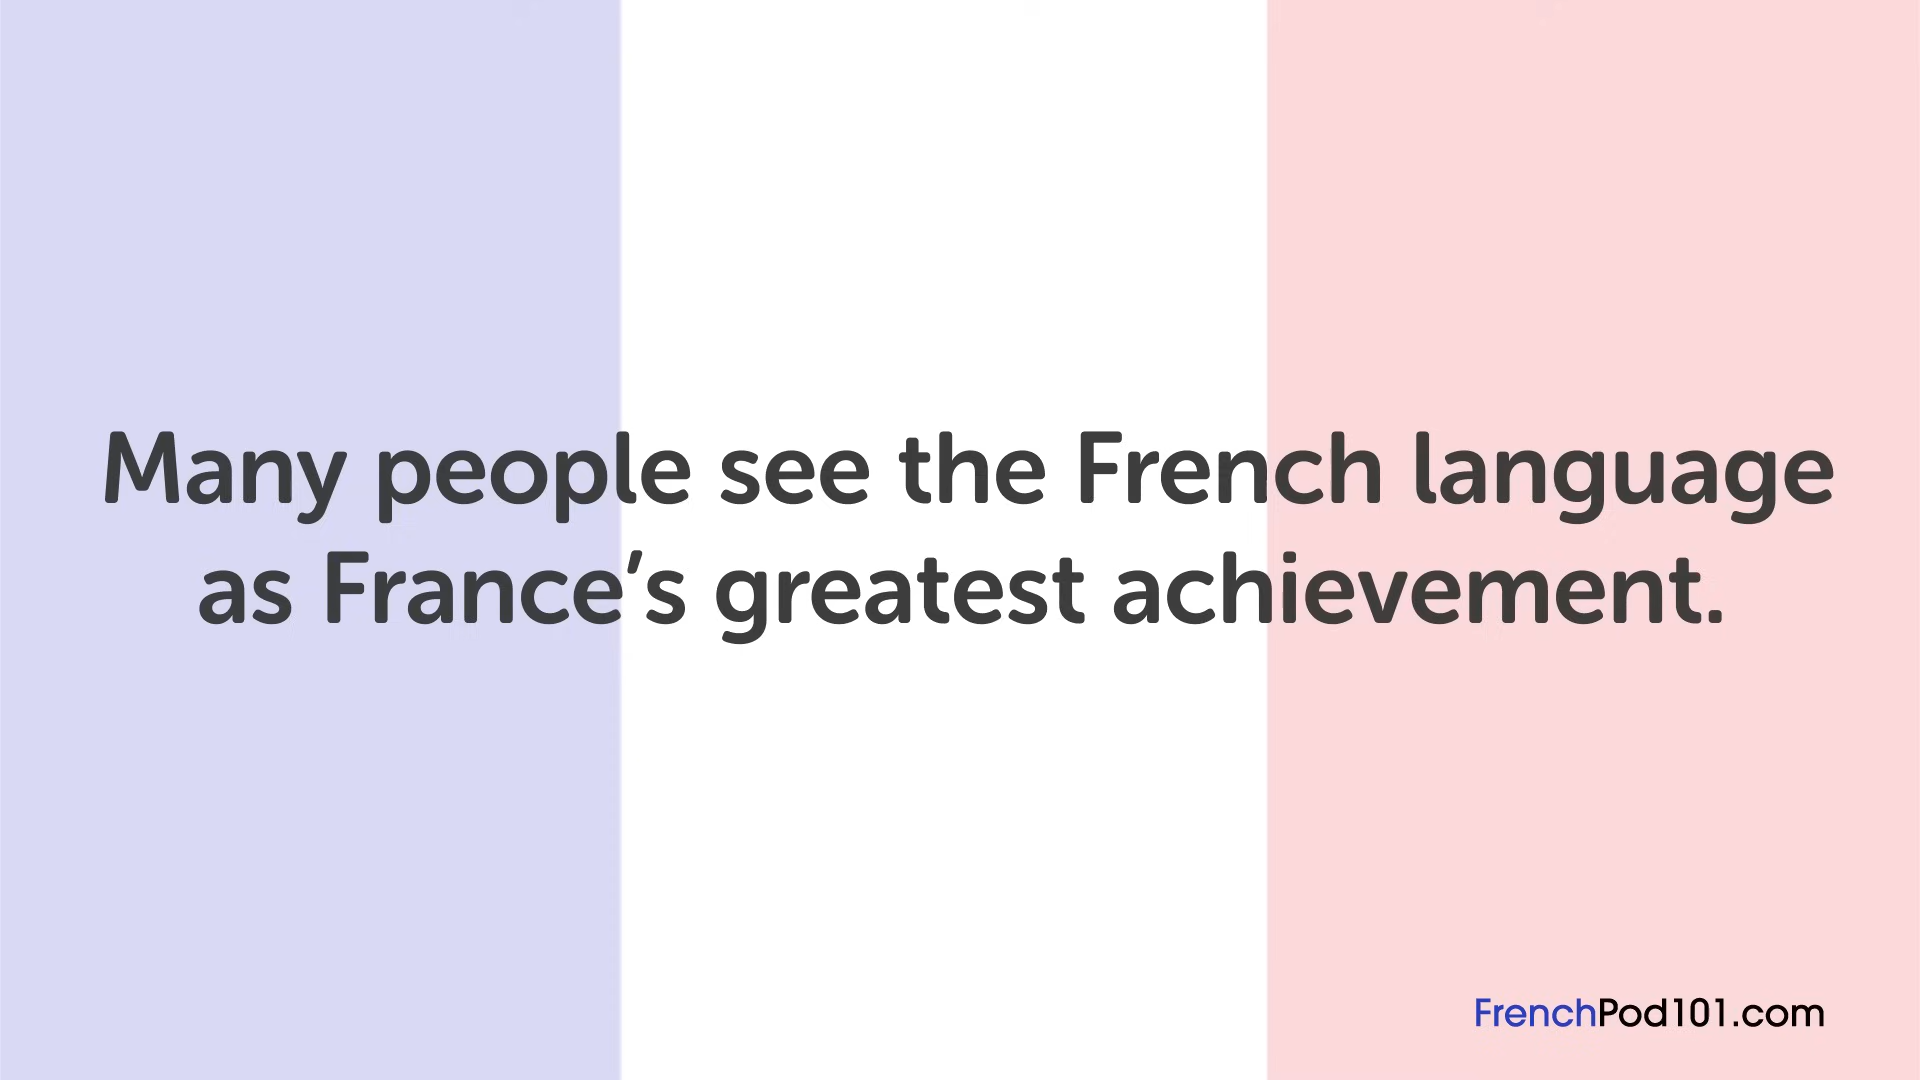 Many people see the French language
as France’s greatest achievement.
FrenchPod101.com